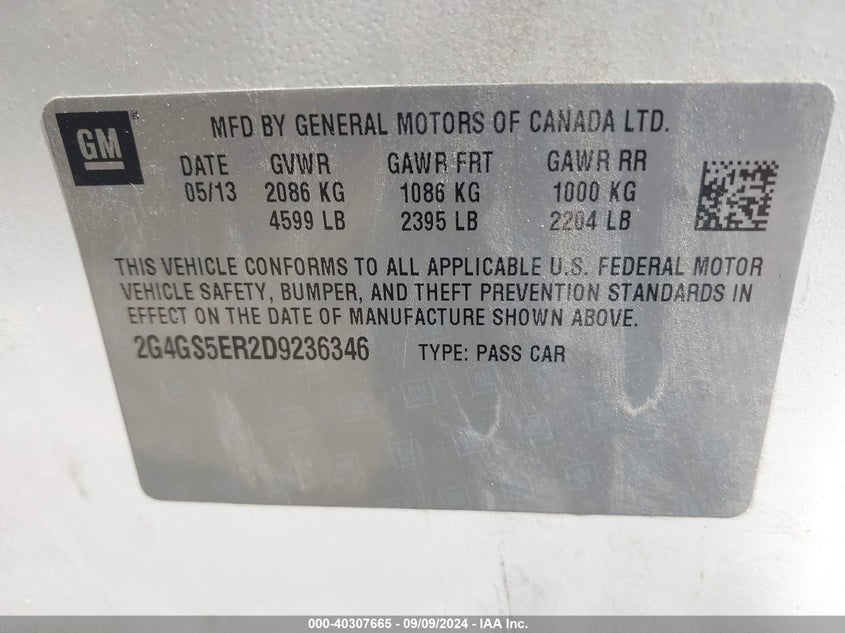 GM
MFD BY GENERAL MOTORS OF CANADA LTD.
DATE GVWR GAWR FRT GAWR RR
05/13 2086 KG 1086 KG 1000 KG
4599 LB 2395 LB 2204 LB
THIS VEHICLE CONFORMS TO ALL APPLICABLE U.S. FEDERAL MOTOR
VEHICLE SAFETY, BUMPER, AND THEFT PREVENTION STANDARDS IN
EFFECT ON THE DATE OF MANUFACTURE SHOWN ABOVE.
2G4GS5ER2D9236346 TYPE: PASS CAR
000-40307665 - 09/09/2024 - IAA Inc.